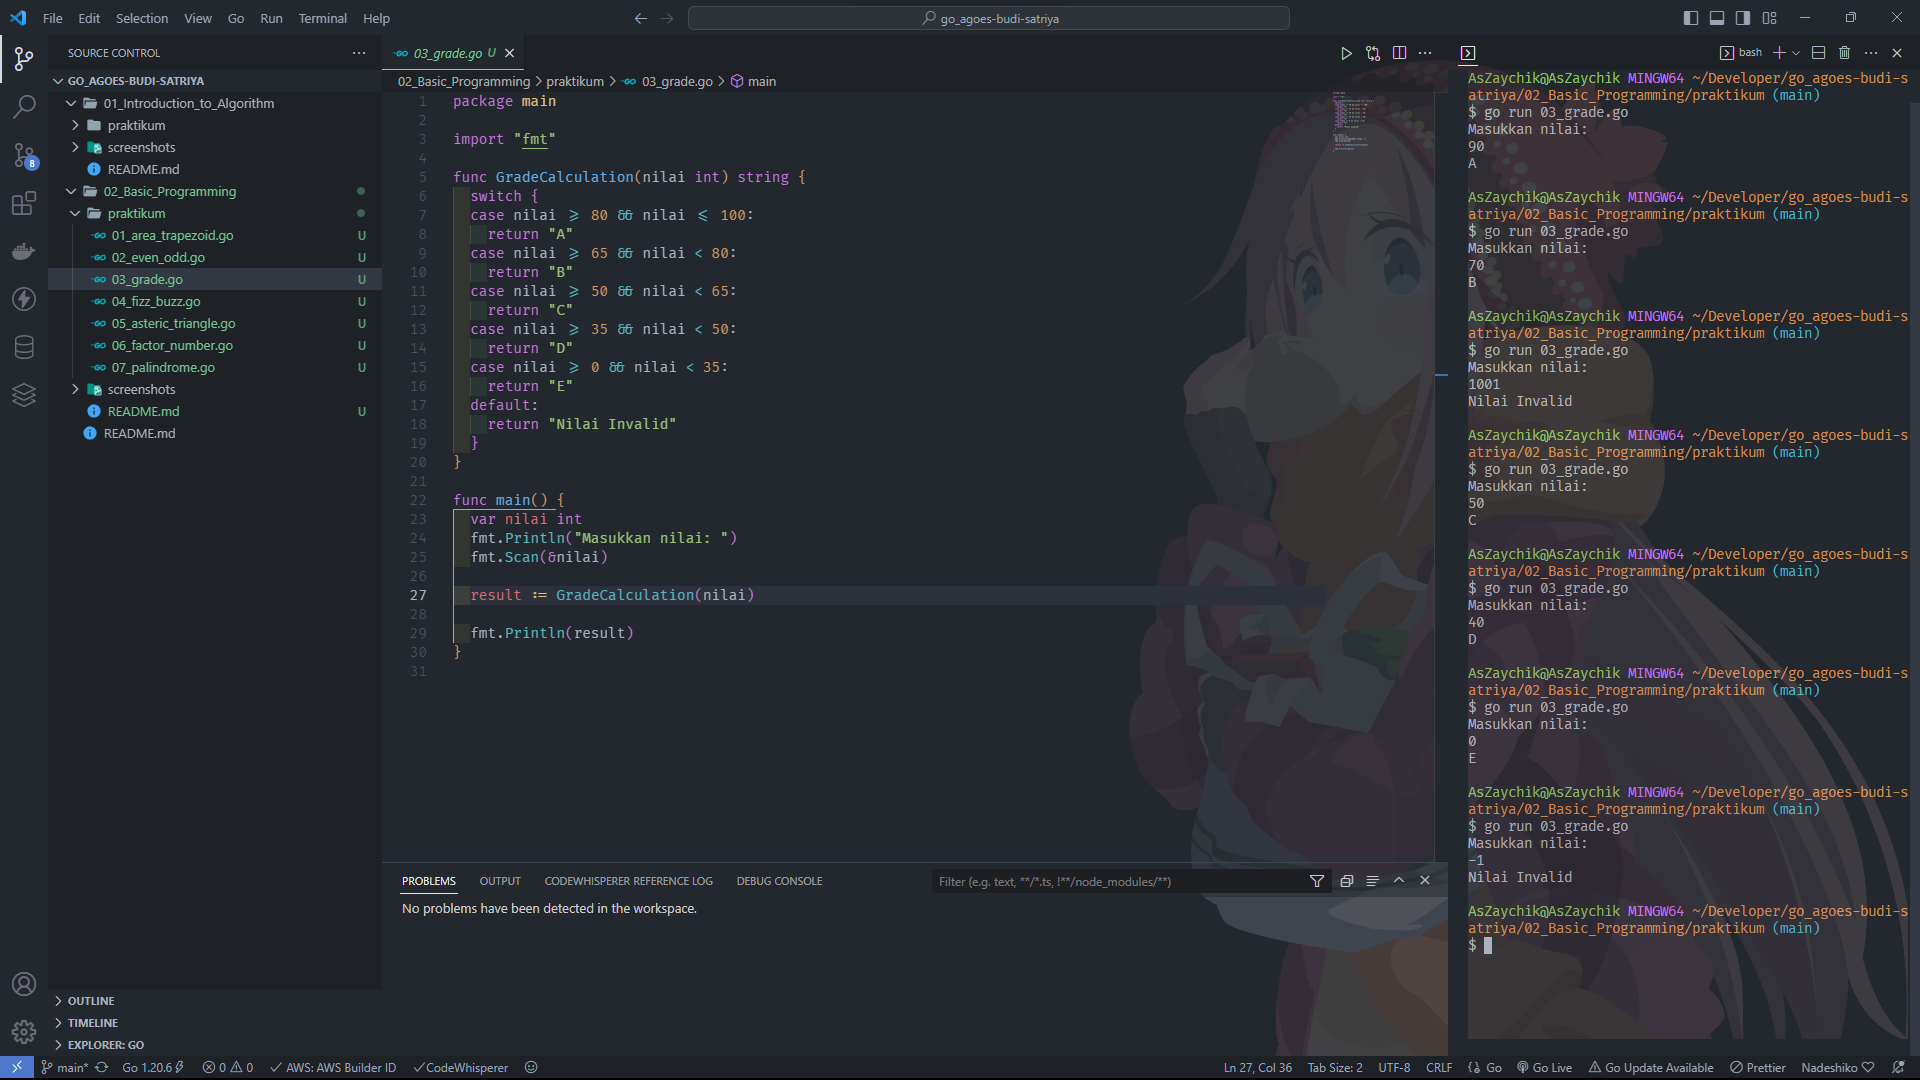 File Edit Selection View Go Run Terminal Help
go_agoes-budi-satriya
SOURCE CONTROL
GO_AGOES-BUDI-SATRIYA
01_Introduction_to_Algorithm
praktikum
screenshots
README.md
02_Basic_Programming
praktikum
01_area_trapezoid.go U
02_even_odd.go U
03_grade.go U
04_fizz_buzz.go U
05_asteric_triangle.go U
06_factor_number.go U
07_palindrome.go U
screenshots
README.md U
README.md
8
OUTLINE
TIMELINE
EXPLORER: GO
03_grade.go U
02_Basic_Programming > praktikum > 03_grade.go > main
1 package main
2
3 import "fmt"
4
5 func GradeCalculation(nilai int) string {
6 switch {
7 case nilai >= 80 && nilai <= 100:
8 return "A"
9 case nilai >= 65 && nilai < 80:
10 return "B"
11 case nilai >= 50 && nilai < 65:
12 return "C"
13 case nilai >= 35 && nilai < 50:
14 return "D"
15 case nilai >= 0 && nilai < 35:
16 return "E"
17 default:
18 return "Nilai Invalid"
19 }
20 }
21
22 func main() {
23 var nilai int
24 fmt.Println("Masukkan nilai: ")
25 fmt.Scan(&nilai)
26
27 result := GradeCalculation(nilai)
28
29 fmt.Println(result)
30 }
31
PROBLEMS OUTPUT CODEWHISPERER REFERENCE LOG DEBUG CONSOLE
Filter (e.g. text, **/*.ts, !**/node_modules/**)
No problems have been detected in the workspace.
bash
AsZaychik@AsZaychik MINGW64 ~/Developer/go_agoes-budi-s
atriya/02_Basic_Programming/praktikum (main)
$ go run 03_grade.go
Masukkan nilai:
90
A
AsZaychik@AsZaychik MINGW64 ~/Developer/go_agoes-budi-s
atriya/02_Basic_Programming/praktikum (main)
$ go run 03_grade.go
Masukkan nilai:
70
B
AsZaychik@AsZaychik MINGW64 ~/Developer/go_agoes-budi-s
atriya/02_Basic_Programming/praktikum (main)
$ go run 03_grade.go
Masukkan nilai:
1001
Nilai Invalid
AsZaychik@AsZaychik MINGW64 ~/Developer/go_agoes-budi-s
atriya/02_Basic_Programming/praktikum (main)
$ go run 03_grade.go
Masukkan nilai:
50
C
AsZaychik@AsZaychik MINGW64 ~/Developer/go_agoes-budi-s
atriya/02_Basic_Programming/praktikum (main)
$ go run 03_grade.go
Masukkan nilai:
40
D
AsZaychik@AsZaychik MINGW64 ~/Developer/go_agoes-budi-s
atriya/02_Basic_Programming/praktikum (main)
$ go run 03_grade.go
Masukkan nilai:
0
E
AsZaychik@AsZaychik MINGW64 ~/Developer/go_agoes-budi-s
atriya/02_Basic_Programming/praktikum (main)
$ go run 03_grade.go
Masukkan nilai:
-1
Nilai Invalid
AsZaychik@AsZaychik MINGW64 ~/Developer/go_agoes-budi-s
atriya/02_Basic_Programming/praktikum (main)
$
main* Go 1.20.6 0 0 AWS: AWS Builder ID CodeWhisperer Ln 27, Col 36 Tab Size: 2 UTF-8 CRLF Go Go Live Go Update Available Prettier Nadeshiko